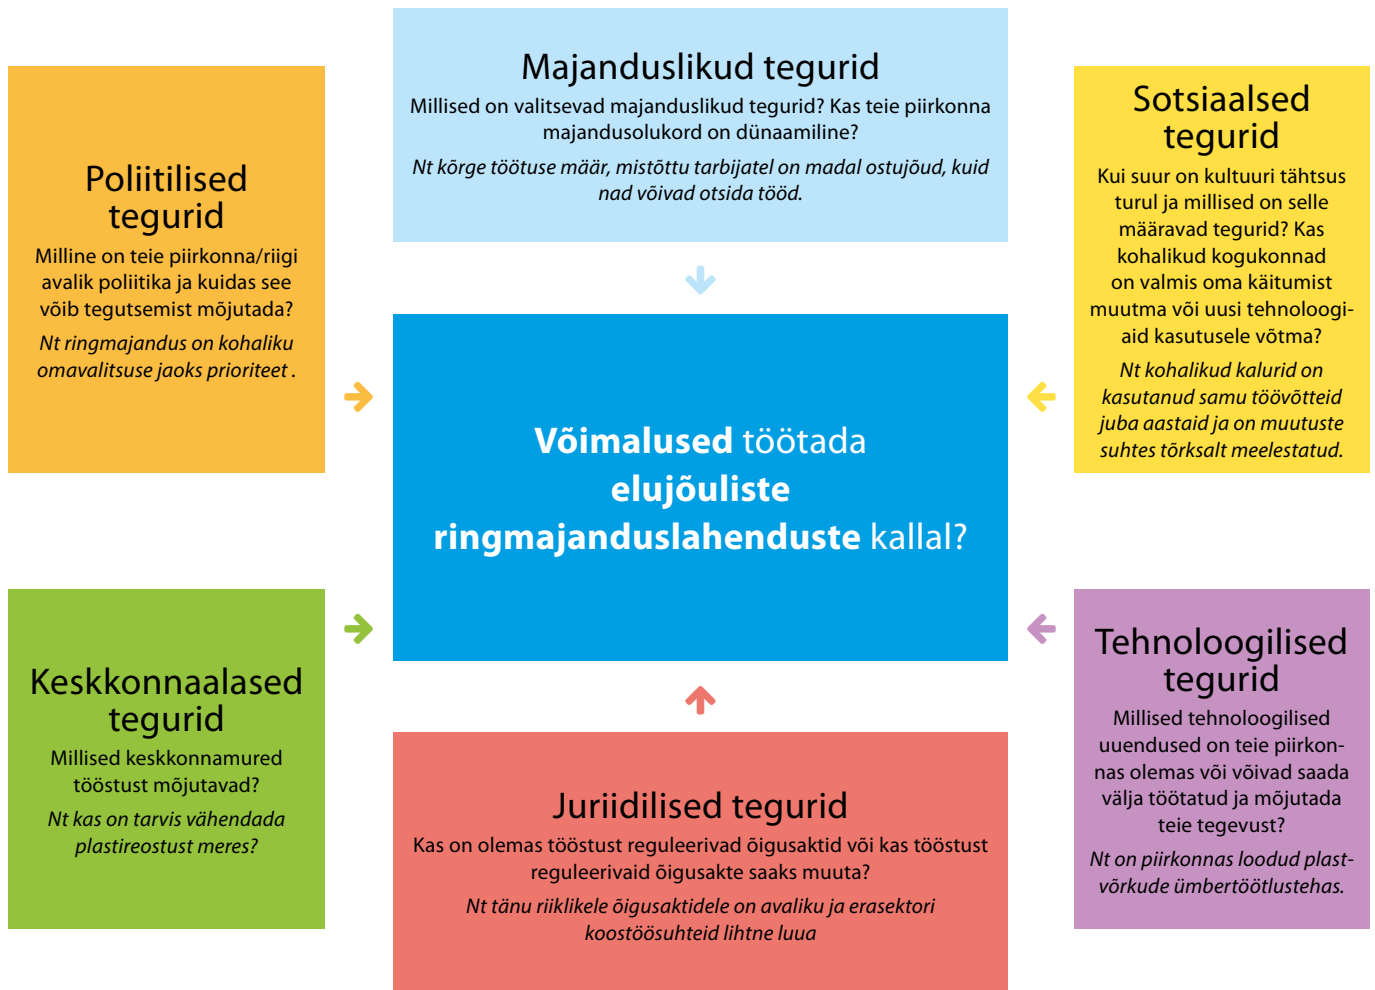 Majanduslikud tegurid
Millised on valitsevad majanduslikud tegurid? Kas teie piirkonna
majandusolukord on dünaamiline?
Nt kõrge töötuse määr, mistõttu tarbijatel on madal ostujõud, kuid
nad võivad otsida tööd.
Poliitilised
tegurid
Milline on teie piirkonna/riigi
avalik poliitika ja kuidas see
võib tegutsemist mõjutada?
Nt ringmajandus on kohaliku
omavalitsuse jaoks prioriteet .
Sotsiaalsed
tegurid
Kui suur on kultuuri tähtsus
turul ja millised on selle
määravad tegurid? Kas
kohalikud kogukonnad
on valmis oma käitumist
muutma või uusi tehnoloogi-
aid kasutusele võtma?
Nt kohalikud kalurid on
kasutanud samu töövõtteid
juba aastaid ja on muutuste
suhtes tõrksalt meelestatud.
Võimalused töötada
elujõuliste
ringmajanduslahenduste kallal?
Keskkonnaalased
tegurid
Millised keskkonnamured
tööstust mõjutavad?
Nt kas on tarvis vähendada
plastireostust meres?
Tehnoloogilised
tegurid
Millised tehnoloogilised
uuendused on teie piirkon-
nas olemas või võivad saada
välja töötatud ja mõjutada
teie tegevust?
Nt on piirkonnas loodud plast-
võrkude ümbertöötlustehas.
Juriidilised tegurid
Kas on olemas tööstust reguleerivad õigusaktid või kas tööstust
reguleerivaid õigusakte saaks muuta?
Nt tänu riiklikele õigusaktidele on avaliku ja erasektori
koostöösuhteid lihtne luua